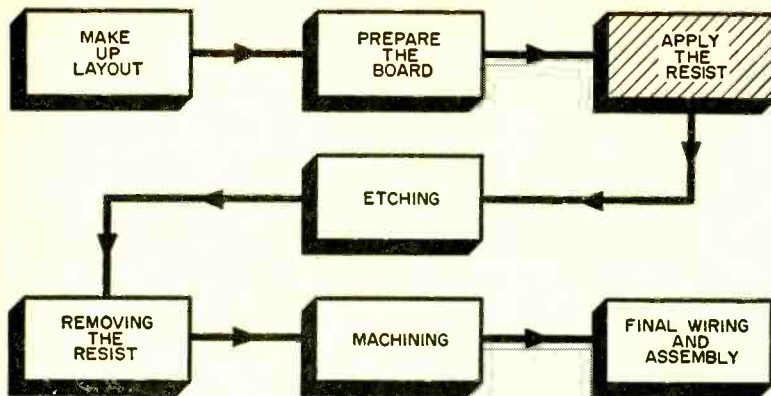 MAKE
UP
LAYOUT
PREPARE
THE
BOARD
APPLY
THE
RESIST
ETCHING
REMOVING
THE
RESIST
MACHINING
FINAL WIRING
AND
ASSEMBLY